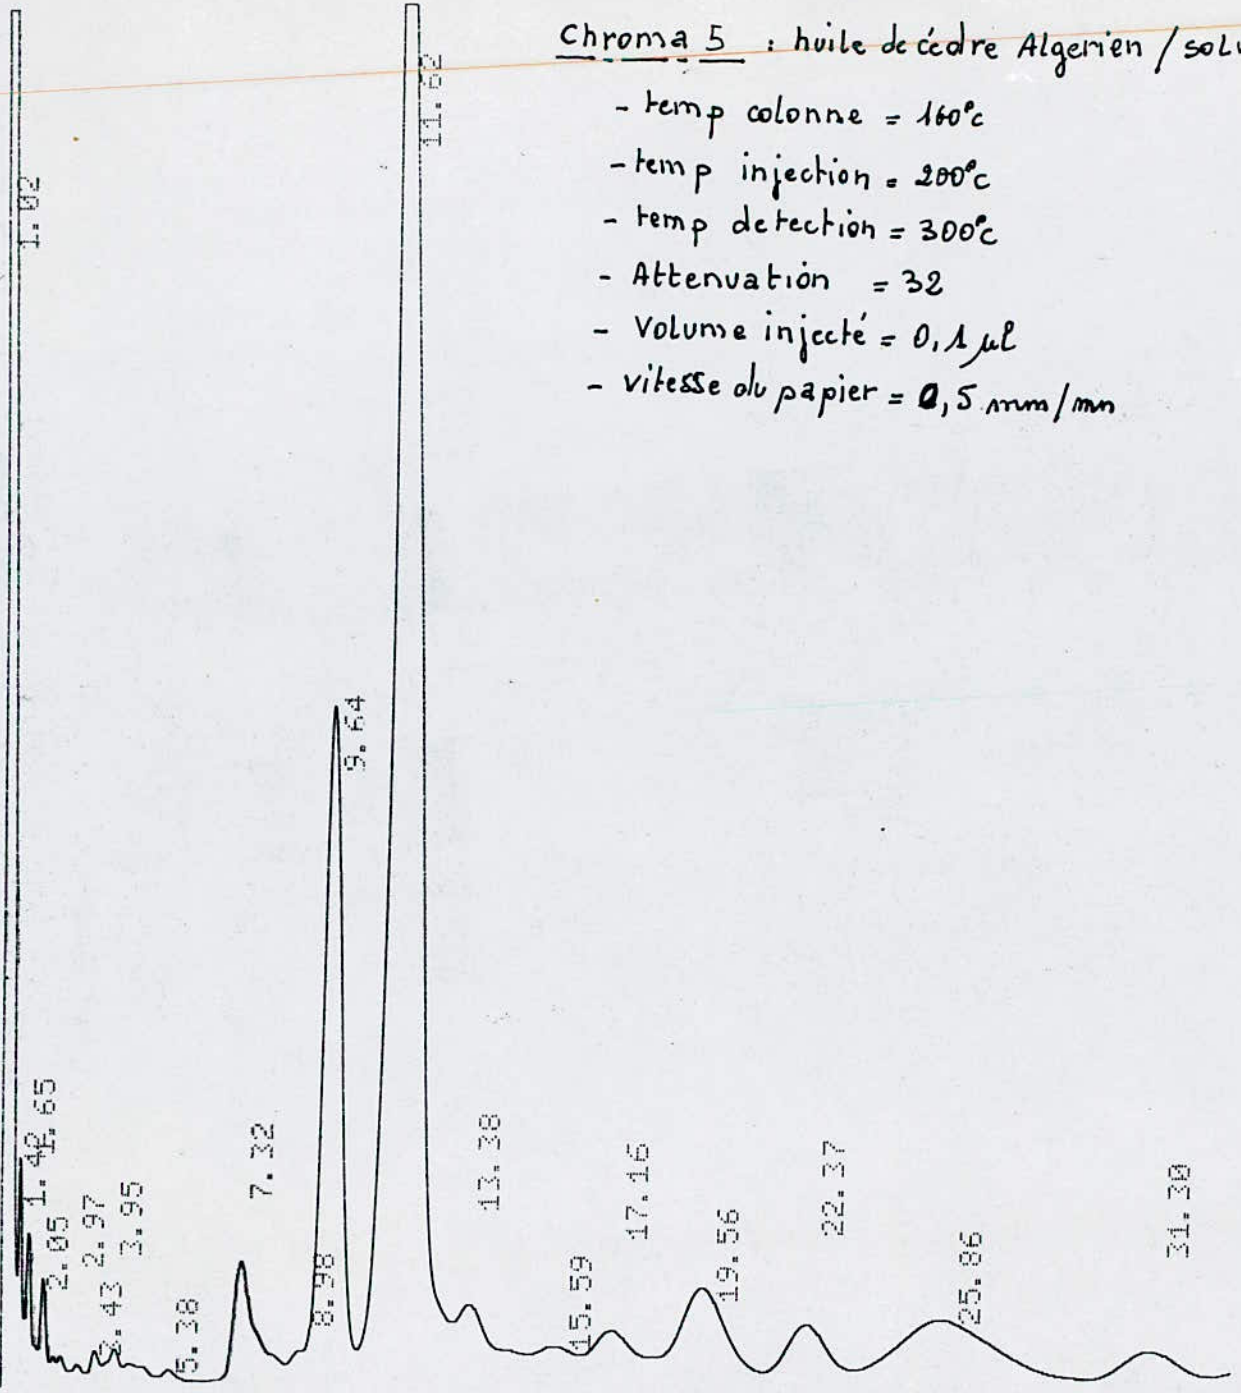 Chroma 5 : huile de cèdre Algerien / solv
- temp colonne = 160°c
- temp injection = 200°c
- temp detection = 300°c
- Attenuation = 32
- Volume injecté = 0,1 µl
- vitesse du papier = 0,5 mm/mn
1.02
1.42
1.65
2.05
2.97
3.95
5.38
7.32
8.98
9.64
11.62
13.38
15.59
17.16
19.56
22.37
25.86
31.30